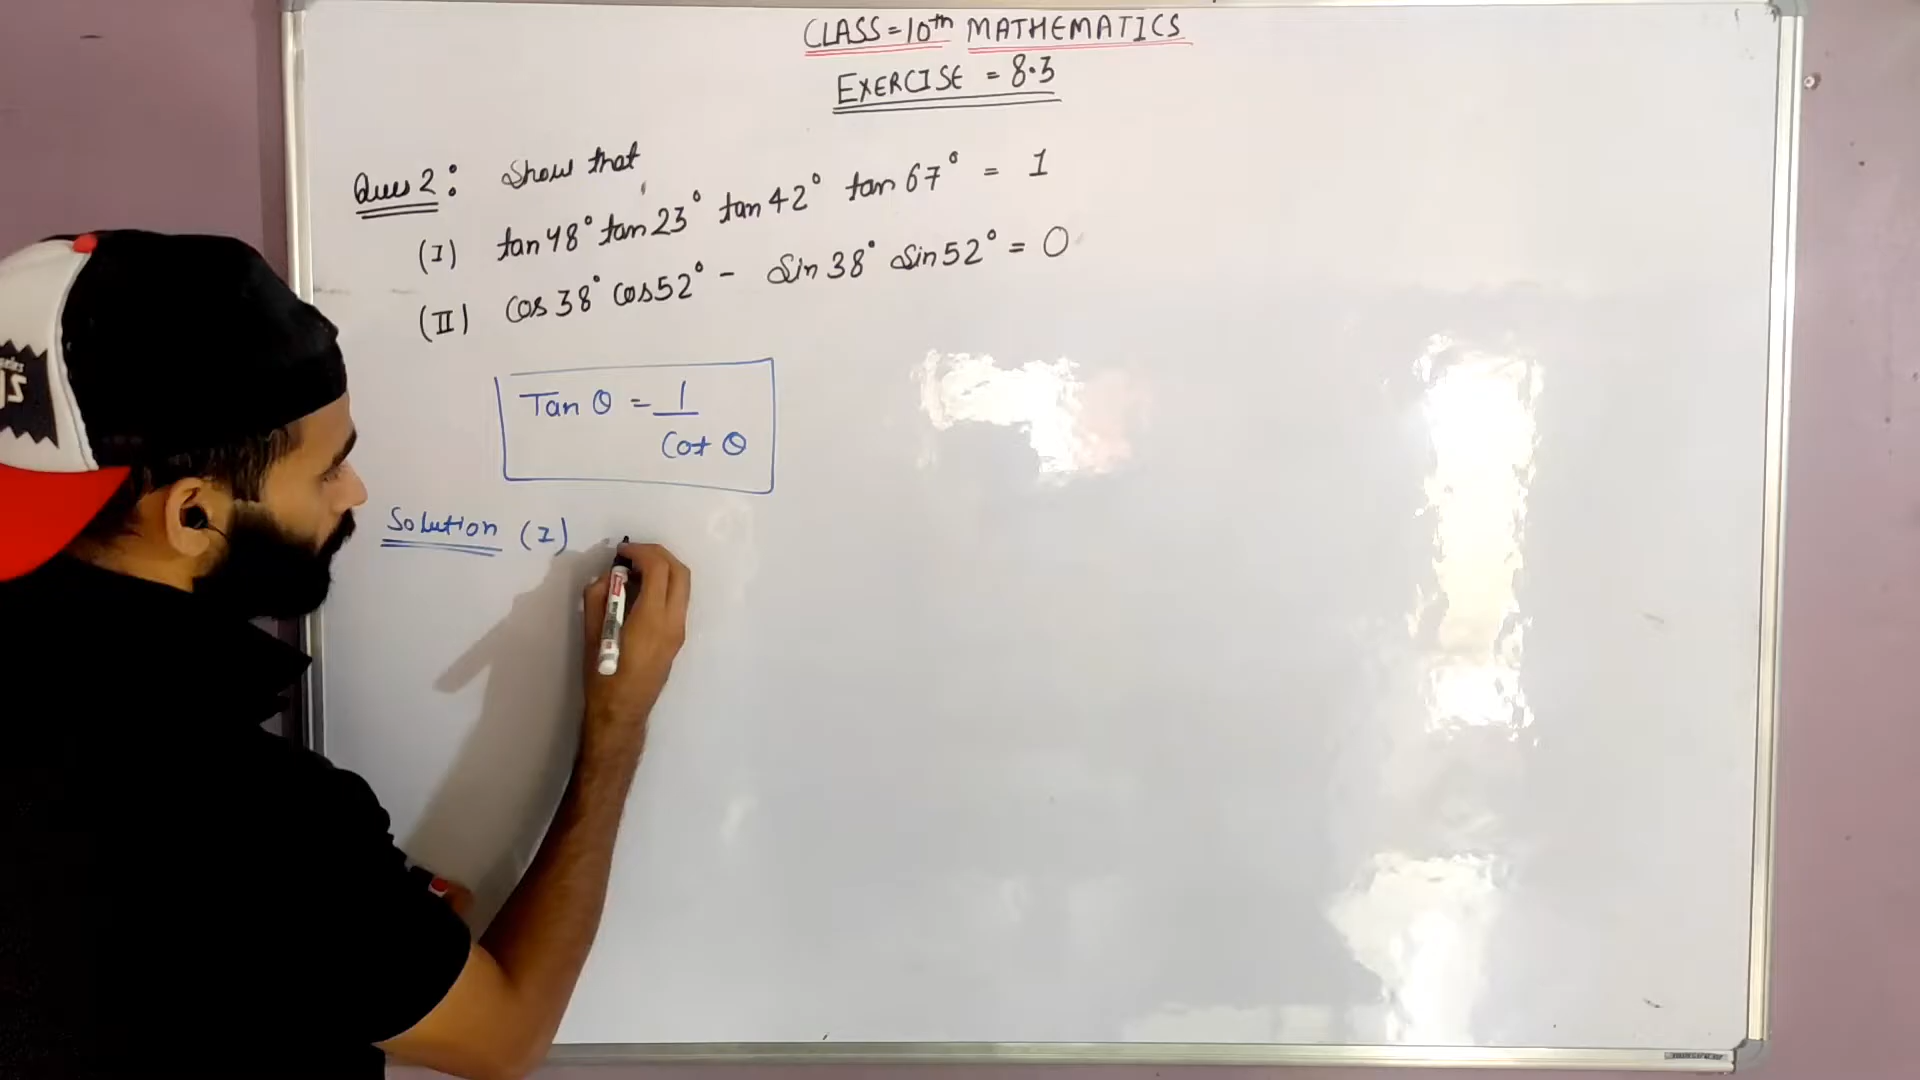 CLASS = 10th MATHEMATICS
EXERCISE = 8.3
Ques 2: Show that
(I) tan 48° tan 23° tan 42° tan 67° = 1
(II) cos 38° cos 52° - Sin 38° Sin 52° = 0
Tan θ = 1
Cot θ
Solution (I)